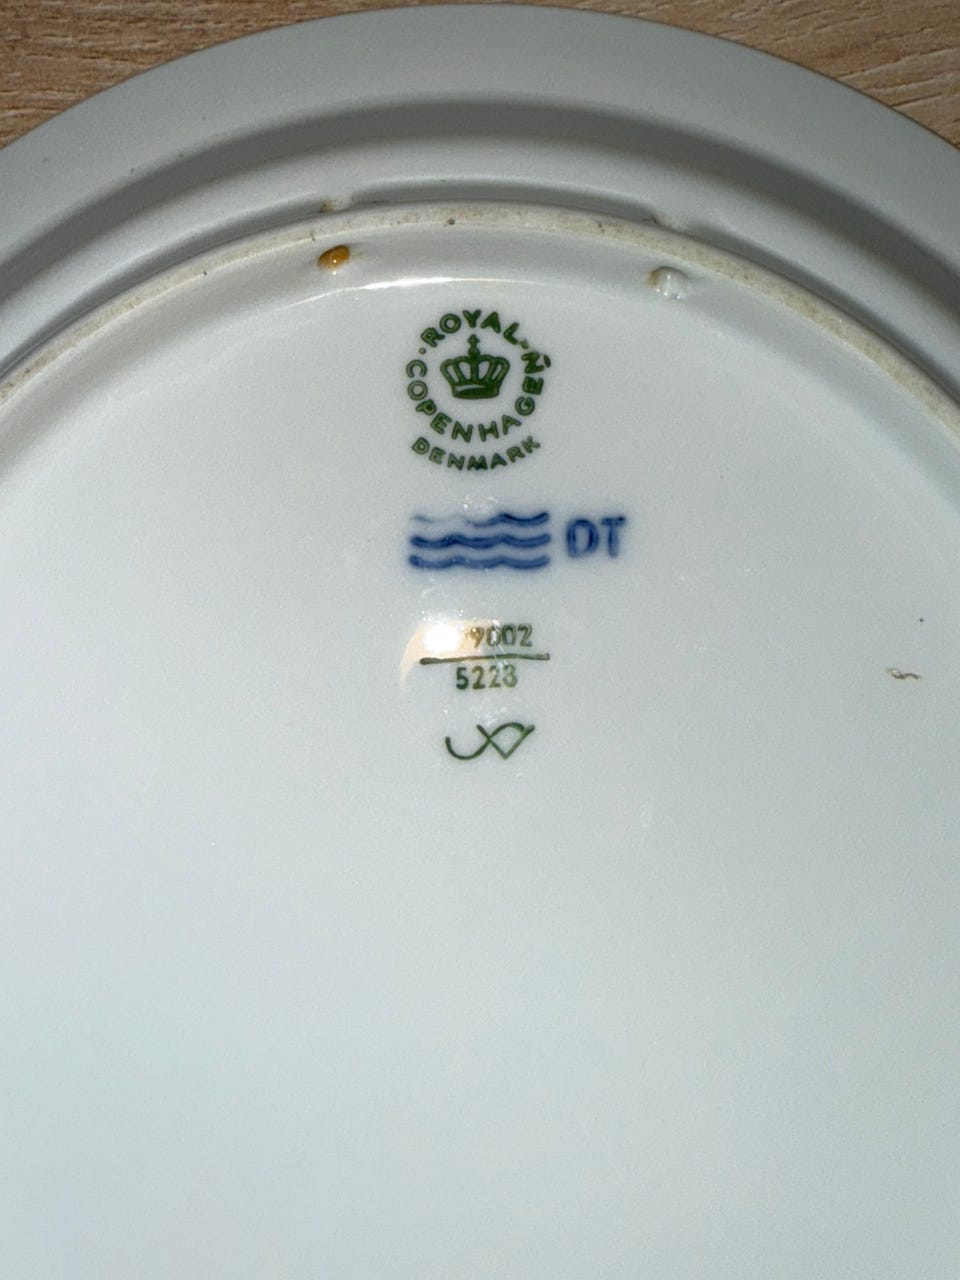 ROYAL
COPENHAGEN
DENMARK
DT
9002
5223